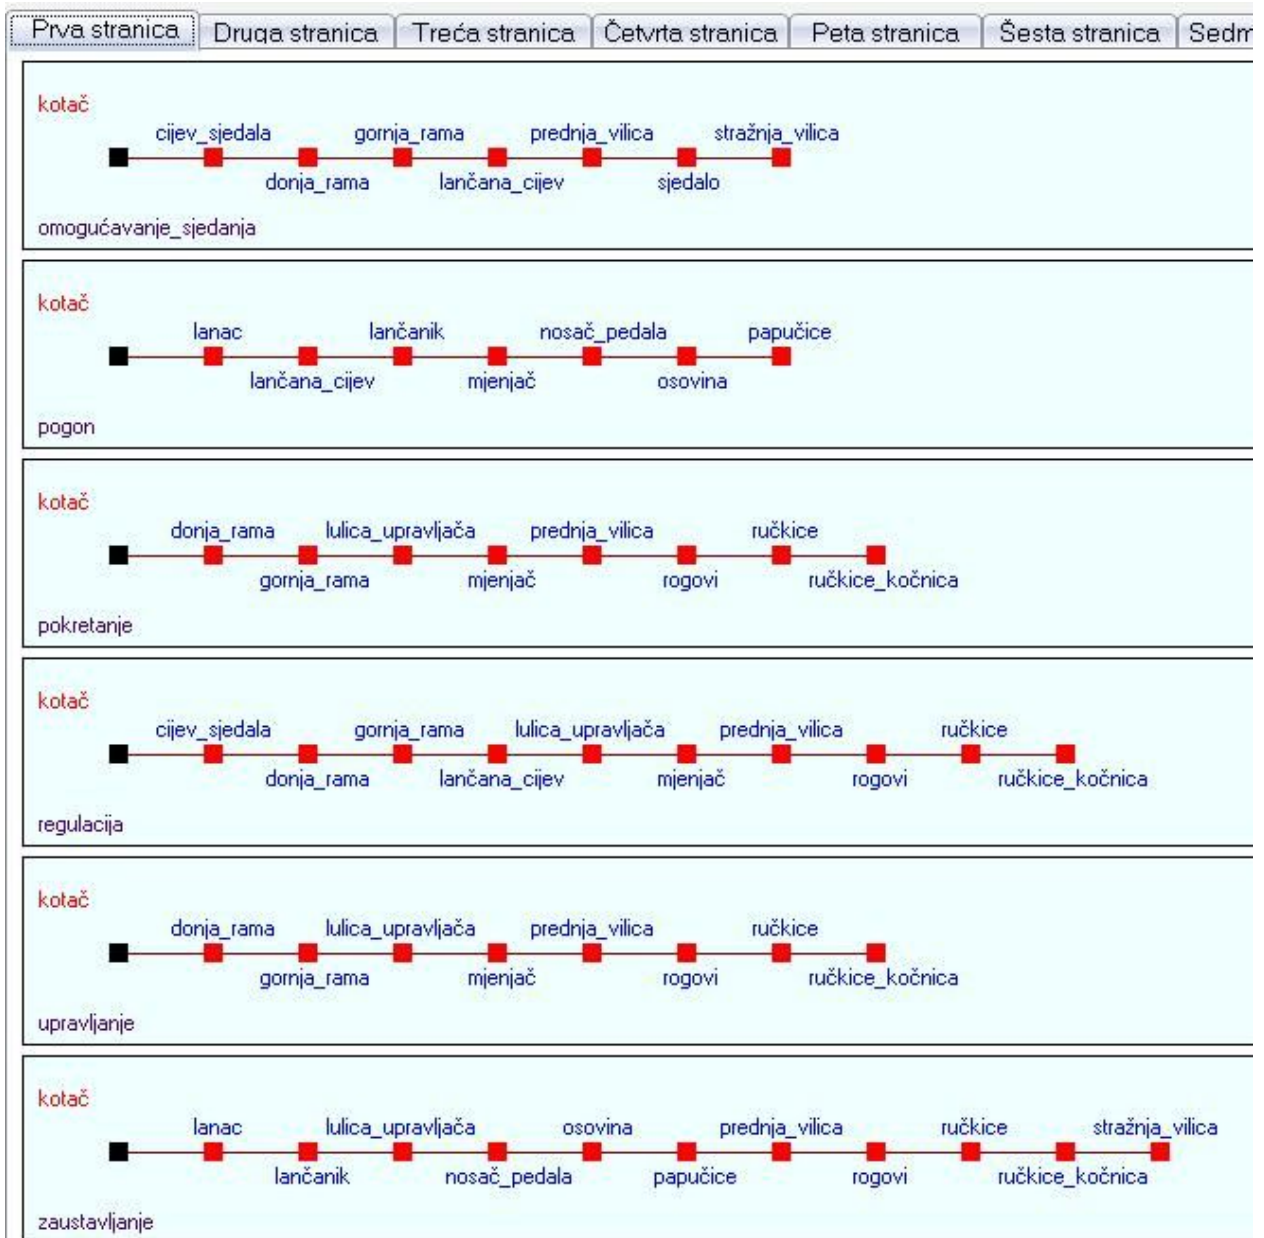 Prva stranica Druga stranica Treća stranica Četvrta stranica Peta stranica Šesta stranica Sedm
kotač
cijev_sjedala gornja_rama prednja_vilica stražnja_vilica
donja_rama lančana_cijev sjedalo
omogućavanje_sjedanja
kotač
lanac lančanik nosač_pedala papučice
lančana_cijev mjenjač osovina
pogon
kotač
donja_rama lulica_upravljača prednja_vilica ručkice
gornja_rama mjenjač rogovi ručkice_kočnica
pokretanje
kotač
cijev_sjedala gornja_rama lulica_upravljača prednja_vilica ručkice
donja_rama lančana_cijev mjenjač rogovi ručkice_kočnica
regulacija
kotač
donja_rama lulica_upravljača prednja_vilica ručkice
gornja_rama mjenjač rogovi ručkice_kočnica
upravljanje
kotač
lanac lulica_upravljača osovina prednja_vilica ručkice stražnja_vilica
lančanik nosač_pedala papučice rogovi ručkice_kočnica
zaustavljanje